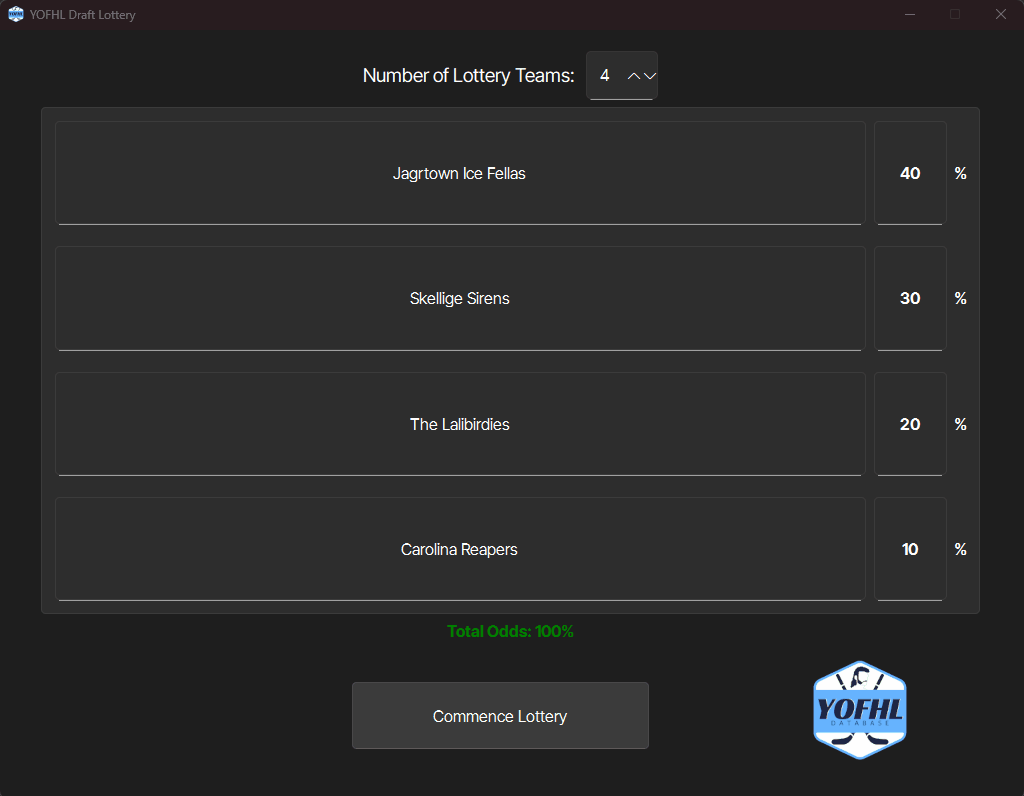 YOFHL Draft Lottery
Number of Lottery Teams: 4
Jagrtown Ice Fellas 40 %
Skellige Sirens 30 %
The Lalibirdies 20 %
Carolina Reapers 10 %
Total Odds: 100%
Commence Lottery
YOFHL
DATABASE